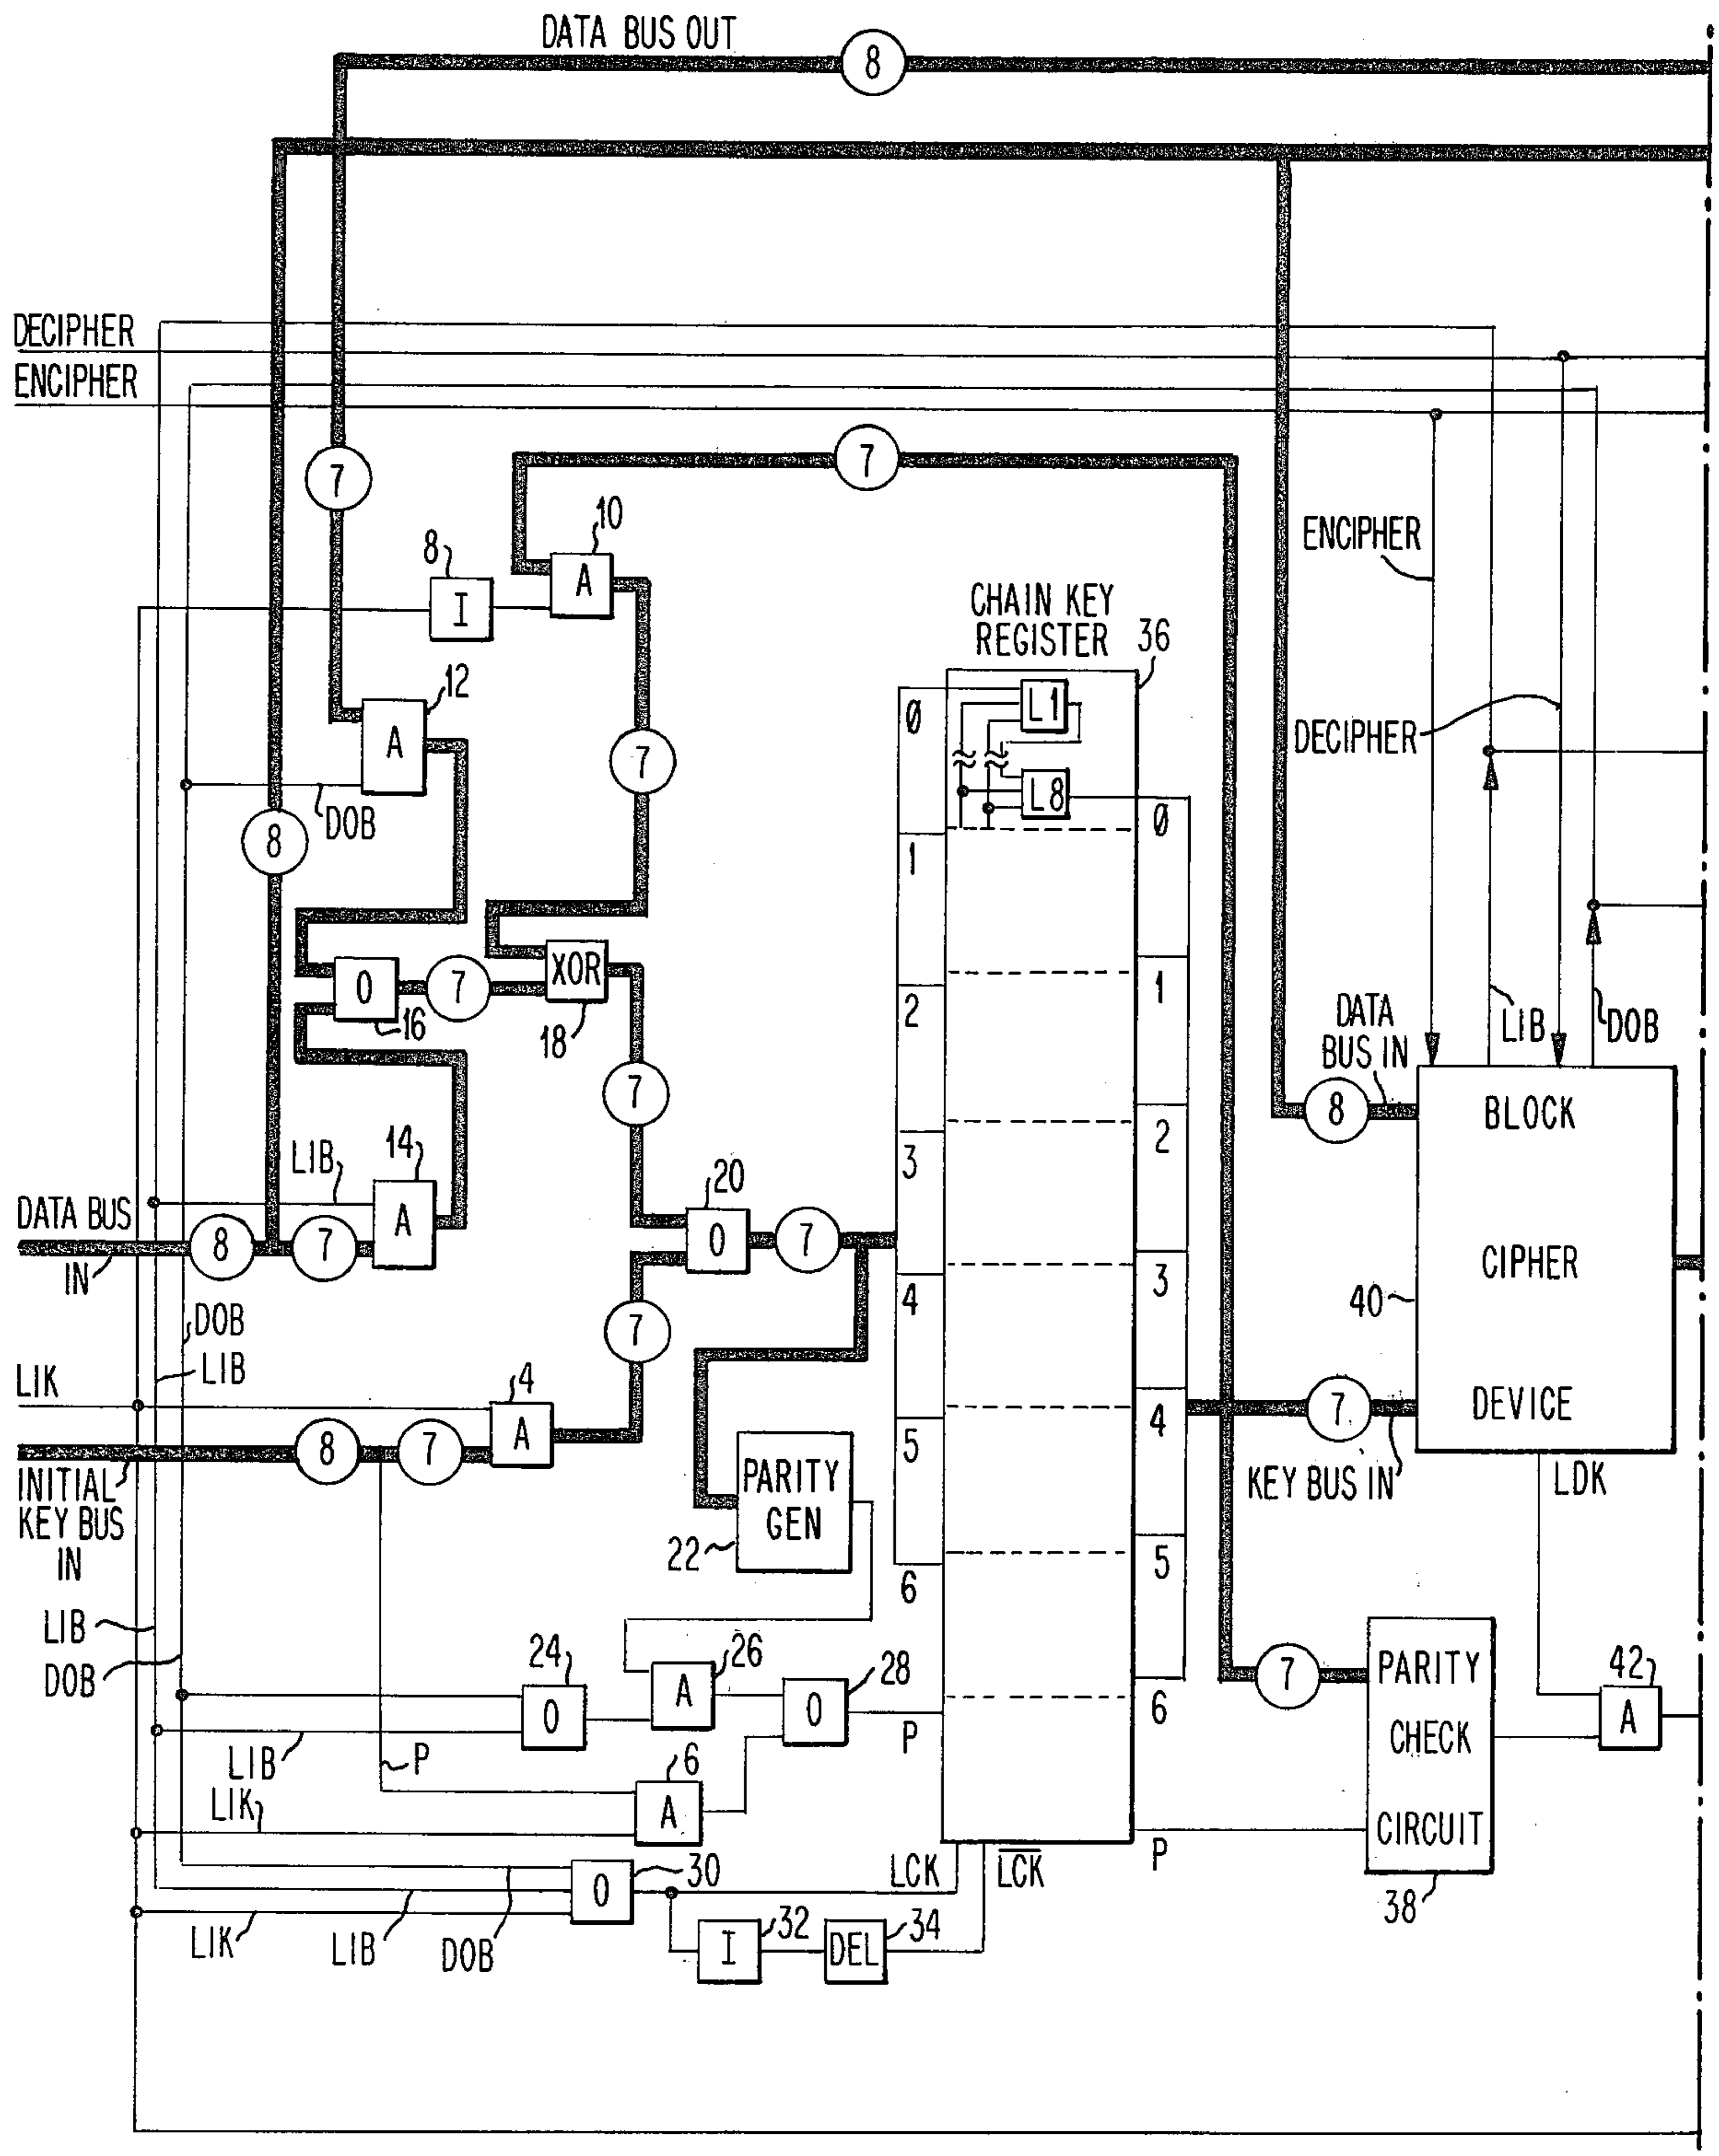 DATA BUS OUT
8
DECIPHER
ENCIPHER
7
7
10
8
A
I
ENCIPHER
CHAIN KEY
REGISTER
36
12
A
Ø
L1
DECIPHER
7
L8
Ø
DOB
8
1
XOR
O
7
16
18
2
1
DATA
BUS IN
LIB
DOB
7
8
BLOCK
14
LIB
3
2
20
DATA BUS
IN
8
7
A
O
7
CIPHER
4
3
40
DOB
7
LIB
LIK
4
A
7
DEVICE
4
8
7
5
INITIAL
KEY BUS
IN
PARITY
GEN
22
KEY BUS IN
LDK
5
6
LIB
DOB
24
26
28
7
PARITY
42
A
O
O
A
6
P
CHECK
LIB
P
6
LIK
A
CIRCUIT
P
30
LCK
LCK
O
38
LIK
LIB
DOB
32
34
I
DEL